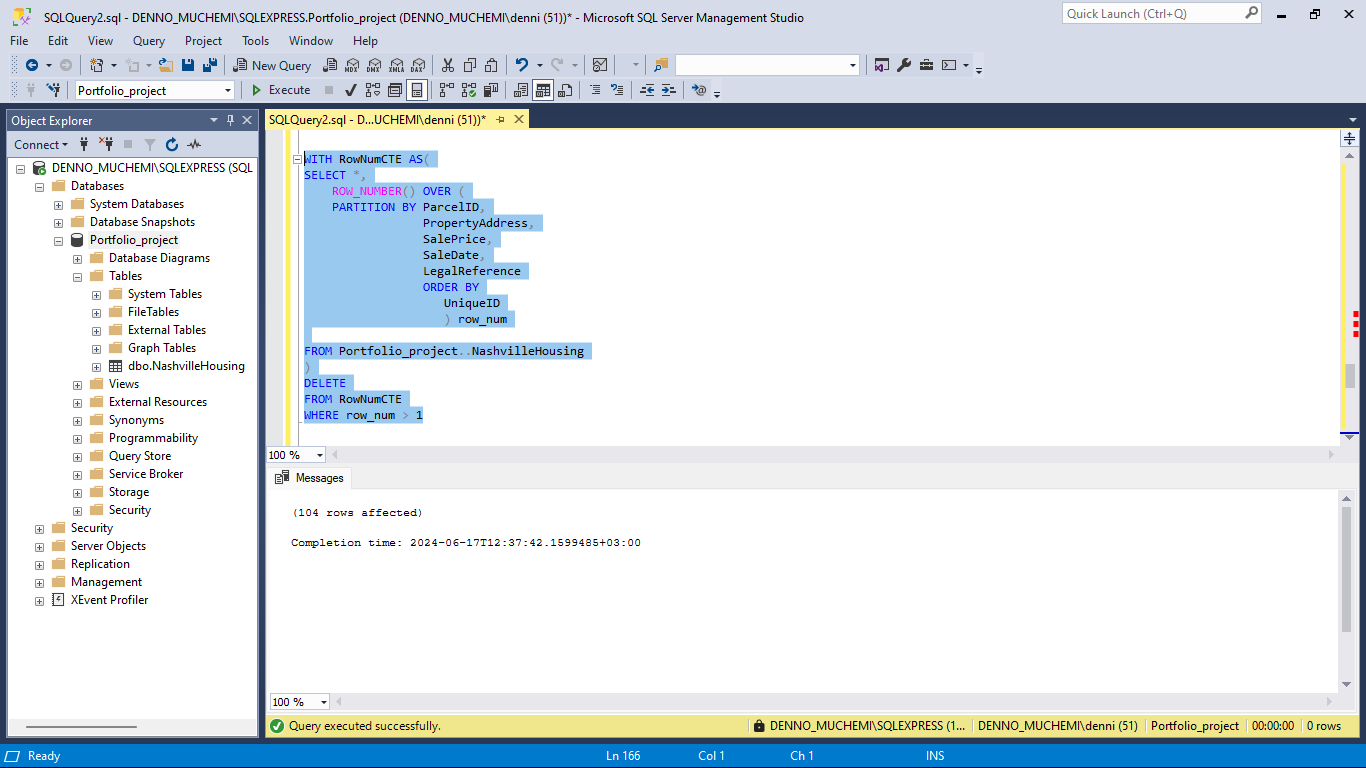 SQLQuery2.sql - DENNO_MUCHEMI\SQLEXPRESS.Portfolio_project (DENNO_MUCHEMI\denni (51))* - Microsoft SQL Server Management Studio
Quick Launch (Ctrl+Q)
File Edit View Query Project Tools Window Help
New Query
MDX DMX XMLA DAX
Portfolio_project
Execute
Object Explorer
Connect
DENNO_MUCHEMI\SQLEXPRESS (SQL
Databases
System Databases
Database Snapshots
Portfolio_project
Database Diagrams
Tables
System Tables
FileTables
External Tables
Graph Tables
dbo.NashvilleHousing
Views
External Resources
Synonyms
Programmability
Query Store
Service Broker
Storage
Security
Security
Server Objects
Replication
Management
XEvent Profiler
SQLQuery2.sql - D...UCHEMI\denni (51))*
WITH RowNumCTE AS(
SELECT *,
ROW_NUMBER() OVER (
PARTITION BY ParcelID,
PropertyAddress,
SalePrice,
SaleDate,
LegalReference
ORDER BY
UniqueID
) row_num
FROM Portfolio_project..NashvilleHousing
)
DELETE
FROM RowNumCTE
WHERE row_num > 1
100 %
Messages
(104 rows affected)
Completion time: 2024-06-17T12:37:42.1599485+03:00
100 %
Query executed successfully.
DENNO_MUCHEMI\SQLEXPRESS (1...
DENNO_MUCHEMI\denni (51)
Portfolio_project
00:00:00
0 rows
Ready
Ln 166
Col 1
Ch 1
INS